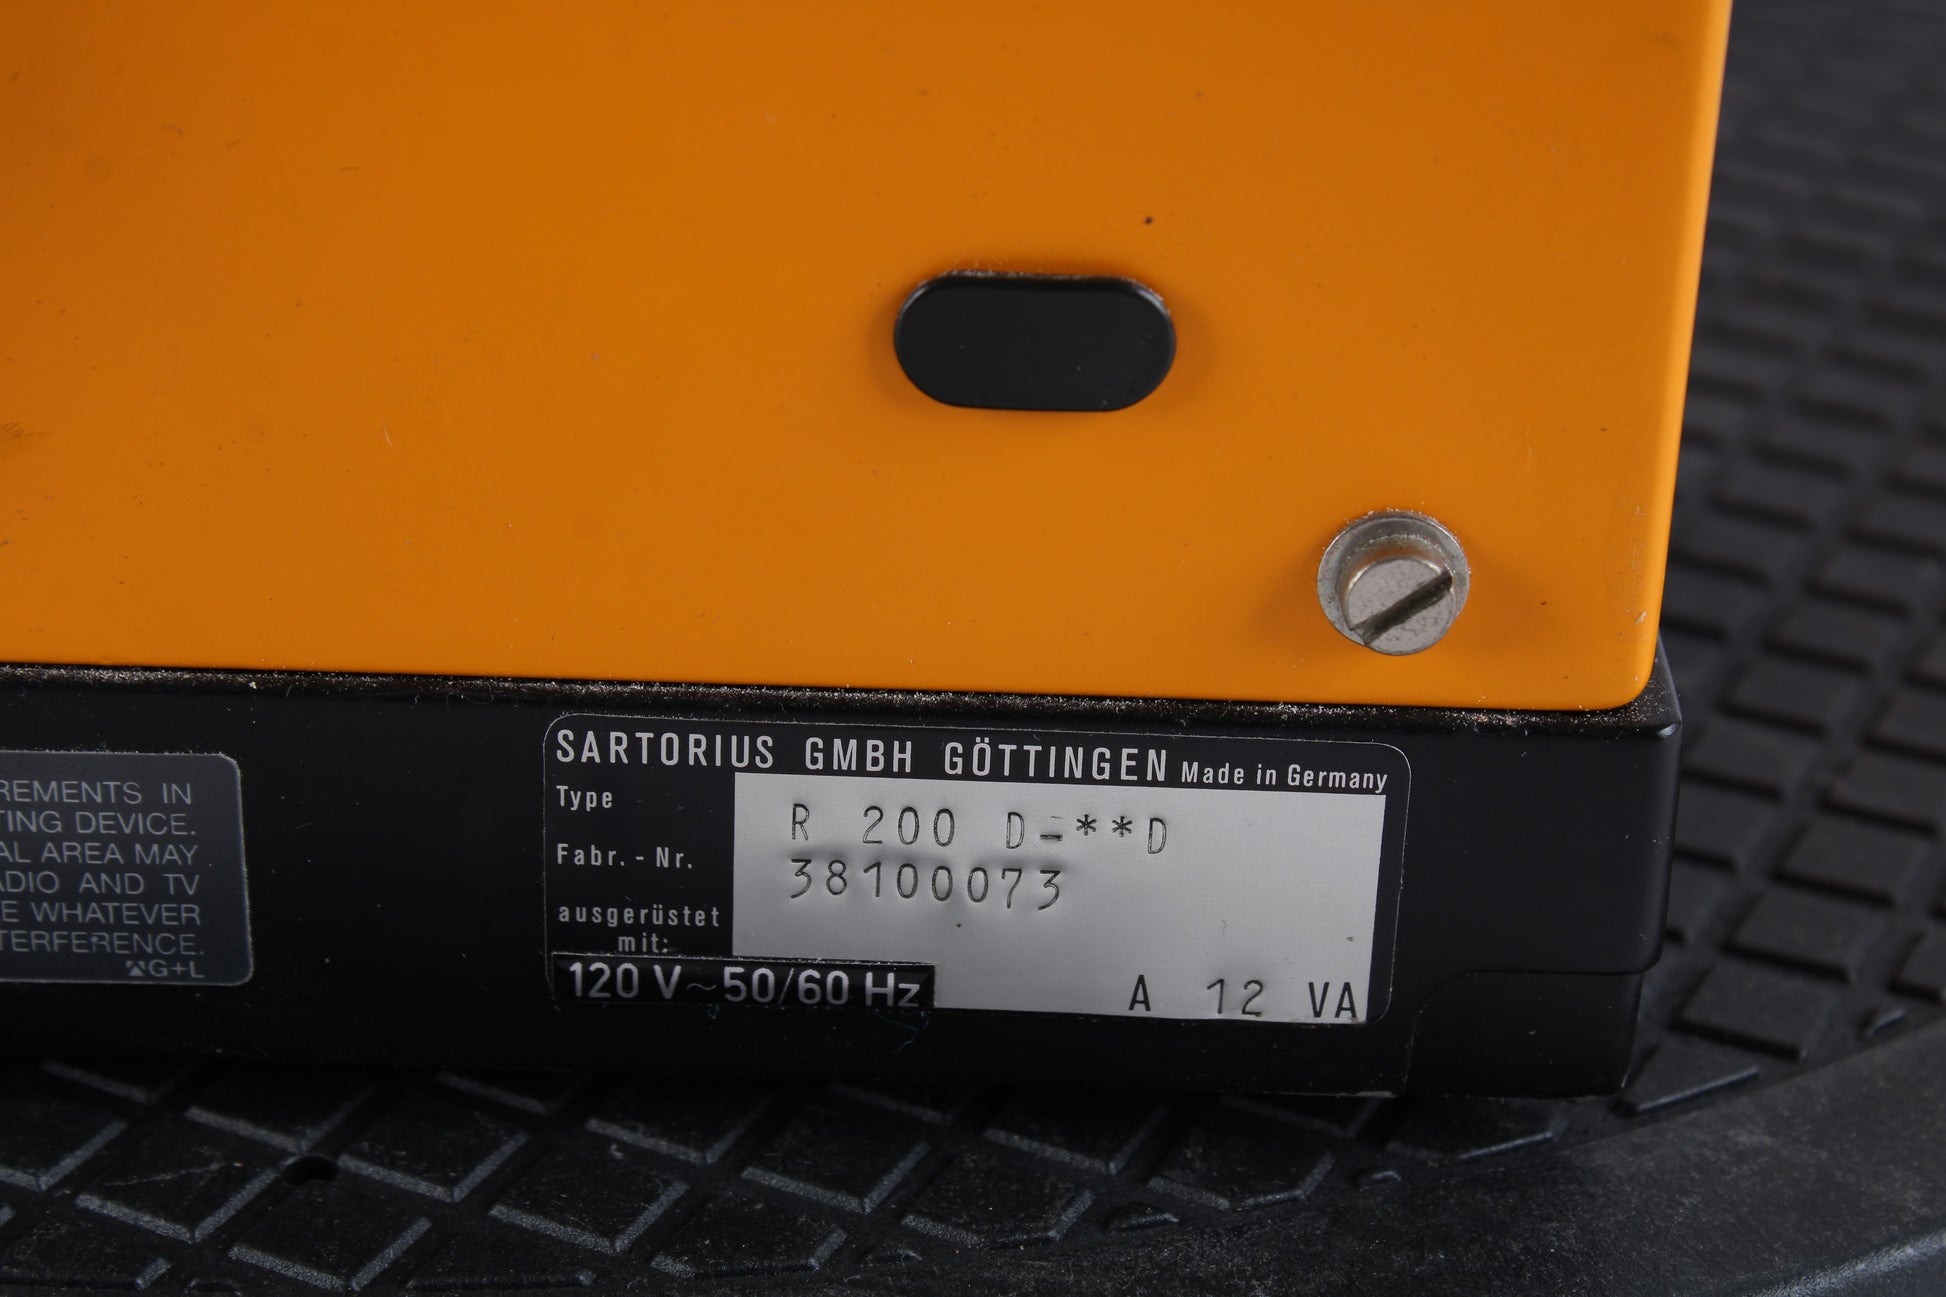 REMENTS IN
TING DEVICE.
AL AREA MAY
ADIO AND TV
E WHATEVER
TERFERENCE.
G+L
SARTORIUS GMBH GÖTTINGEN Made in Germany
Type R 200 D-**D
Fabr.-Nr. 38100073
ausgerüstet
mit:
120 V~50/60 Hz A 12 VA